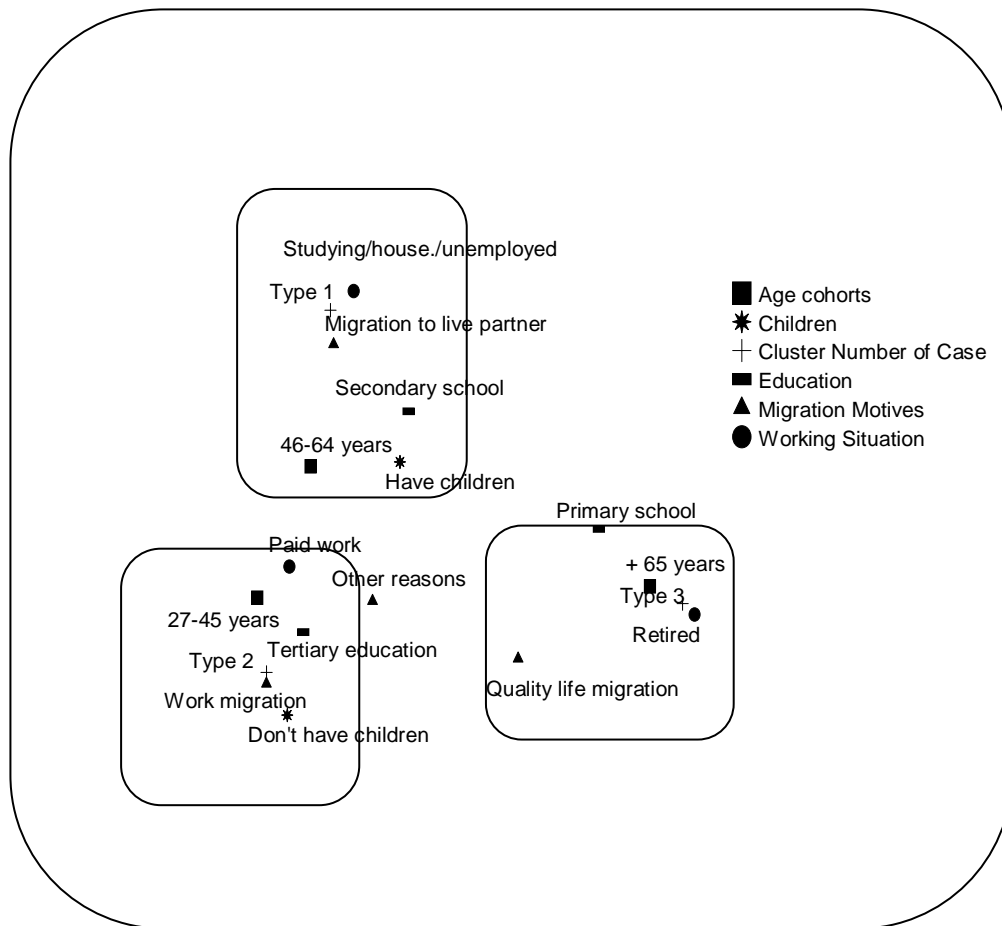 Studying/house./unemployed
Type 1
Migration to live partner
Secondary school
46-64 years
Have children
Age cohorts
Children
Cluster Number of Case
Education
Migration Motives
Working Situation
Paid work
Other reasons
27-45 years
Tertiary education
Type 2
Work migration
Don't have children
Primary school
+ 65 years
Type 3
Retired
Quality life migration